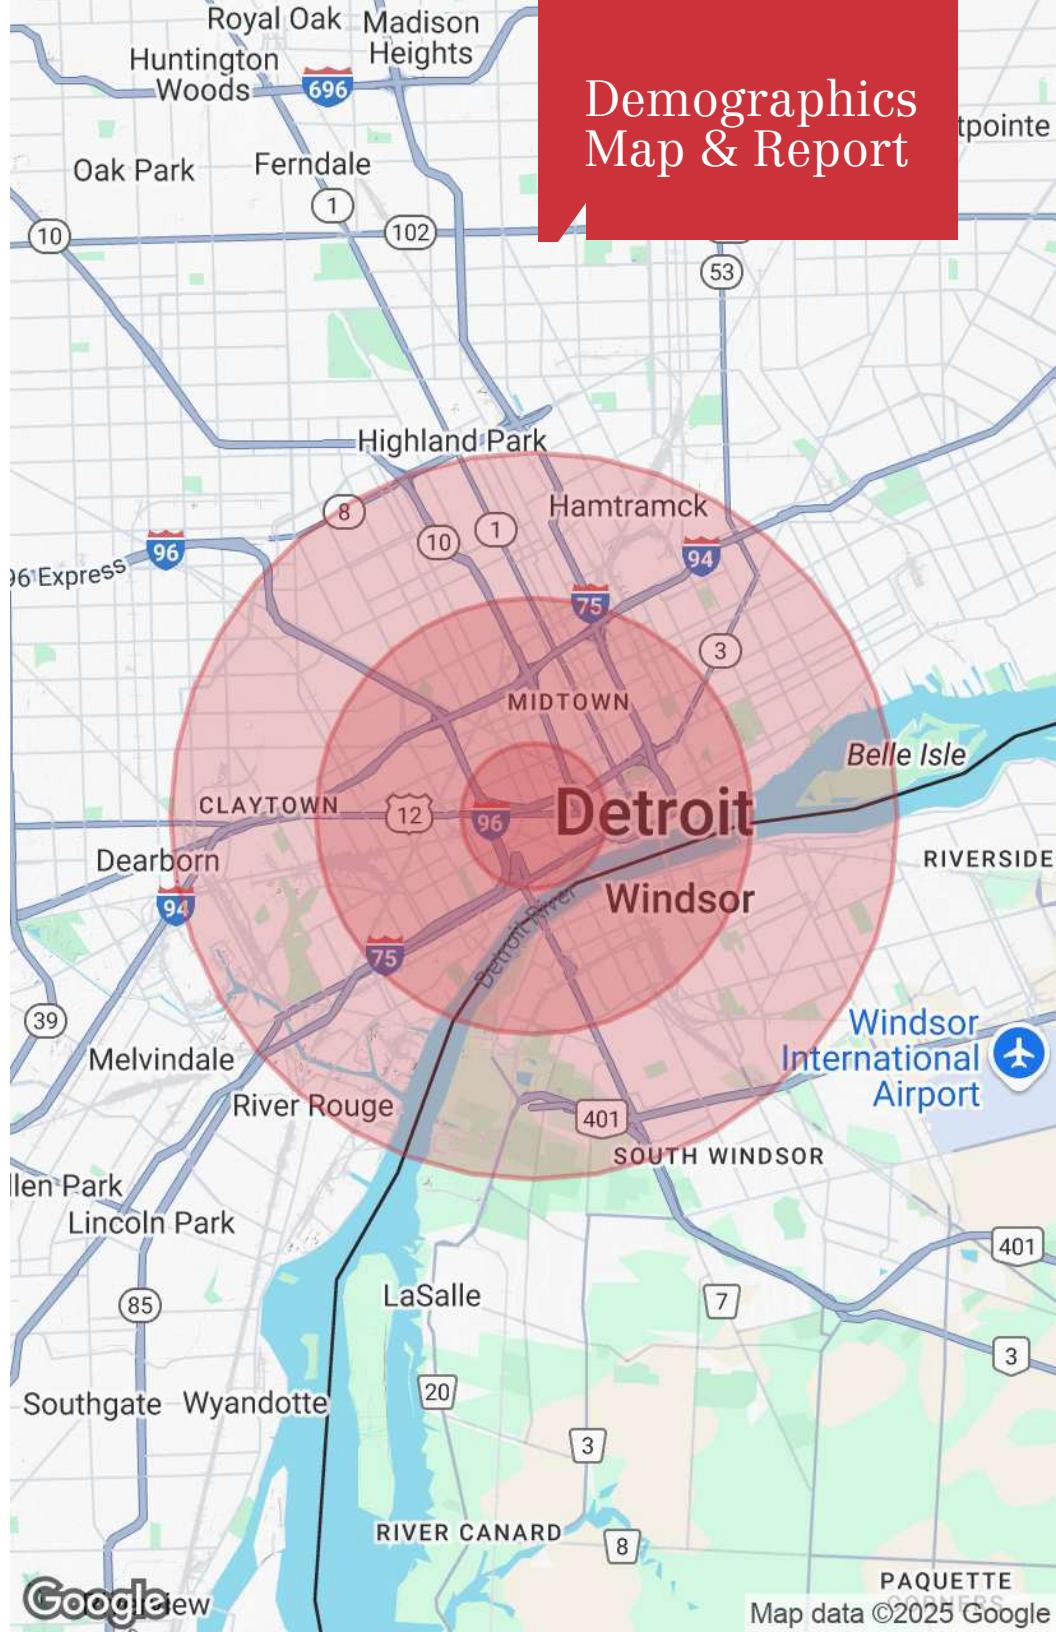 Royal Oak
Madison
Heights
Huntington
Woods
696
Demographics
Map & Report
tpointe
Oak Park
Ferndale
1
10
102
53
Highland Park
8
Hamtramck
10
1
96
94
96 Express
75
3
MIDTOWN
Belle Isle
CLAYTOWN
12
96
Detroit
Dearborn
RIVERSIDE
94
Windsor
75
Detroit River
39
Windsor
International
Airport
Melvindale
River Rouge
401
SOUTH WINDSOR
llen Park
Lincoln Park
401
LaSalle
85
7
3
20
Southgate
Wyandotte
3
RIVER CANARD
8
PAQUETTE
CORNERS
Google
view
Map data ©2025 Google